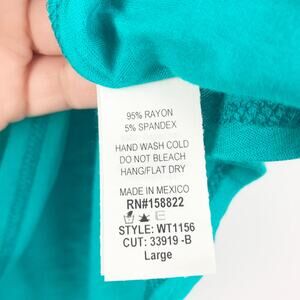 95% RAYON
5% SPANDEX
HAND WASH COLD
DO NOT BLEACH
HANG/FLAT DRY
MADE IN MEXICO
RN#158822
STYLE: WT1156
CUT: 33919 -B
Large